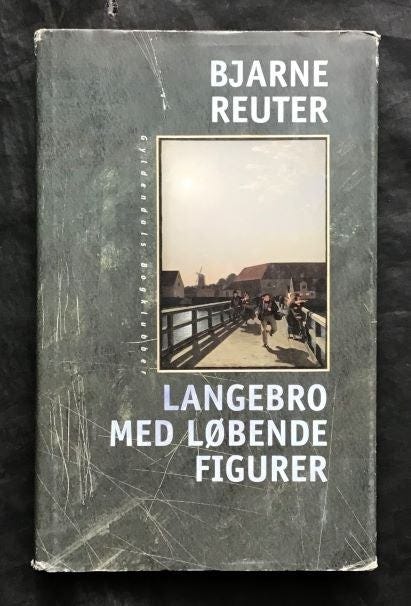 BJARNE
REUTER
Gyldendals Bogklubber
LANGEBRO
MED LØBENDE
FIGURER